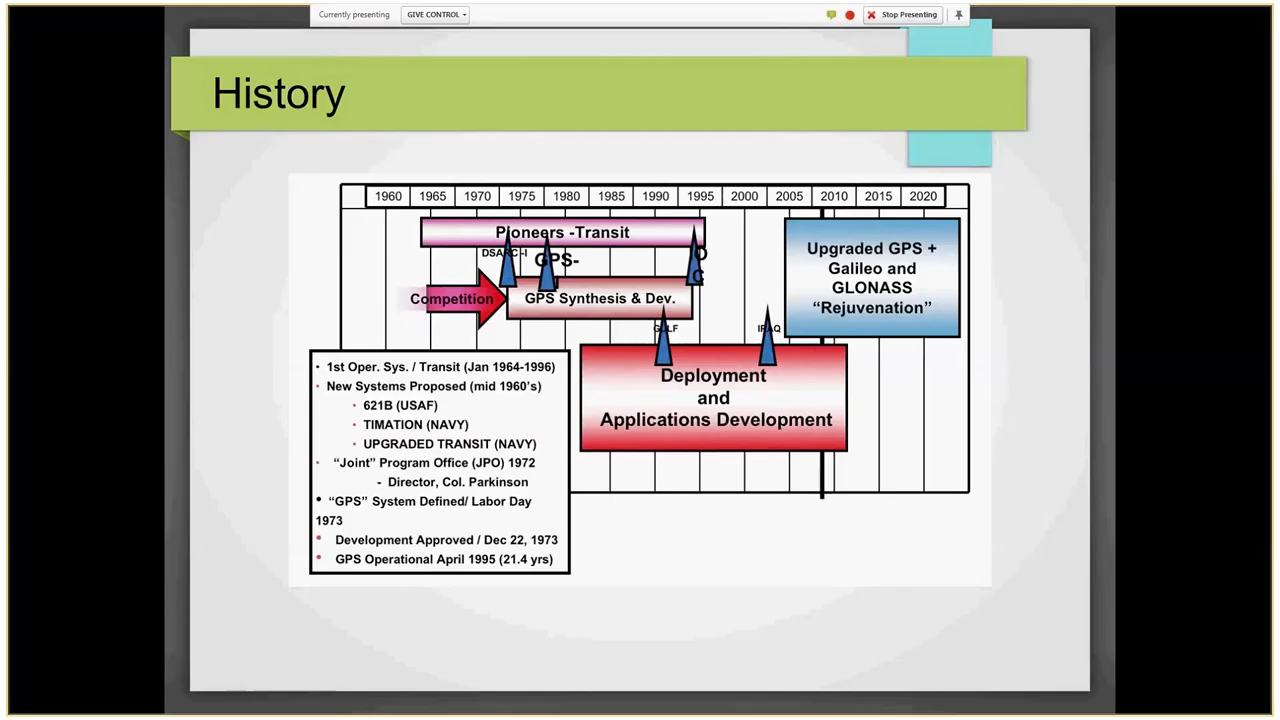 Currently presenting GIVE CONTROL Stop Presenting
History
1960 1965 1970 1975 1980 1985 1990 1995 2000 2005 2010 2015 2020
Pioneers -Transit
GPS-
Competition
GPS Synthesis & Dev.
Upgraded GPS +
Galileo and
GLONASS
“Rejuvenation”
Deployment
and
Applications Development
• 1st Oper. Sys. / Transit (Jan 1964-1996)
• New Systems Proposed (mid 1960’s)
• 621B (USAF)
• TIMATION (NAVY)
• UPGRADED TRANSIT (NAVY)
• “Joint” Program Office (JPO) 1972
- Director, Col. Parkinson
• “GPS” System Defined/ Labor Day
1973
• Development Approved / Dec 22, 1973
• GPS Operational April 1995 (21.4 yrs)